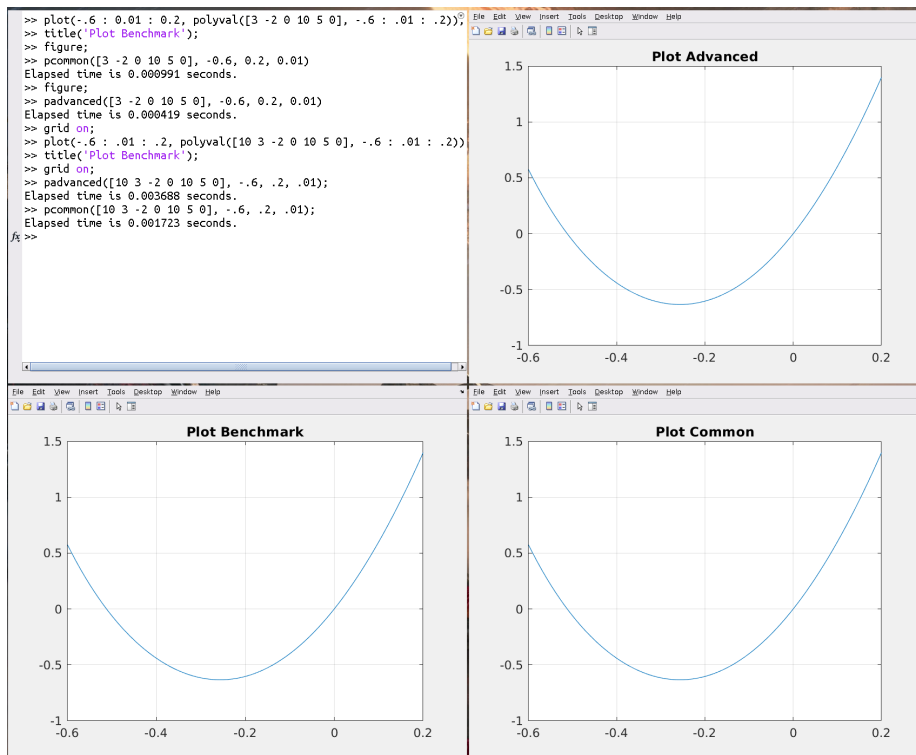 >> plot(-.6 : 0.01 : 0.2, polyval([3 -2 0 10 5 0], -.6 : .01 : .2));
>> title('Plot Benchmark');
>> figure;
>> pcommon([3 -2 0 10 5 0], -0.6, 0.2, 0.01)
Elapsed time is 0.000991 seconds.
>> figure;
>> padvanced([3 -2 0 10 5 0], -0.6, 0.2, 0.01)
Elapsed time is 0.000419 seconds.
>> grid on;
>> plot(-.6 : .01 : .2, polyval([10 3 -2 0 10 5 0], -.6 : .01 : .2))
>> title('Plot Benchmark');
>> grid on;
>> padvanced([10 3 -2 0 10 5 0], -.6, .2, .01);
Elapsed time is 0.003688 seconds.
>> pcommon([10 3 -2 0 10 5 0], -.6, .2, .01);
Elapsed time is 0.001723 seconds.
fx >>
File Edit View Insert Tools Desktop Window Help
Plot Advanced
1.5
1
0.5
0
-0.5
-1
-0.6 -0.4 -0.2 0 0.2
File Edit View Insert Tools Desktop Window Help
Plot Benchmark
1.5
1
0.5
0
-0.5
-1
-0.6 -0.4 -0.2 0 0.2
File Edit View Insert Tools Desktop Window Help
Plot Common
1.5
1
0.5
0
-0.5
-1
-0.6 -0.4 -0.2 0 0.2